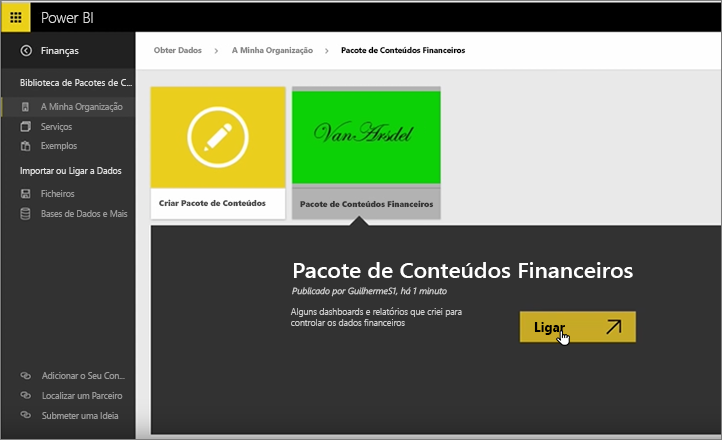 Power BI
Finanças
Obter Dados > A Minha Organização > Pacote de Conteúdos Financeiros
Biblioteca de Pacotes de C...
A Minha Organização
Serviços
Exemplos
Importar ou Ligar a Dados
Ficheiros
Bases de Dados e Mais
VanArsdel
Criar Pacote de Conteúdos
Pacote de Conteúdos Financeiros
Pacote de Conteúdos Financeiros
Publicado por GuilhermeS1, há 1 minuto
Alguns dashboards e relatórios que criei para
controlar os dados financeiros
Ligar
Adicionar o Seu Con...
Localizar um Parceiro
Submeter uma Ideia